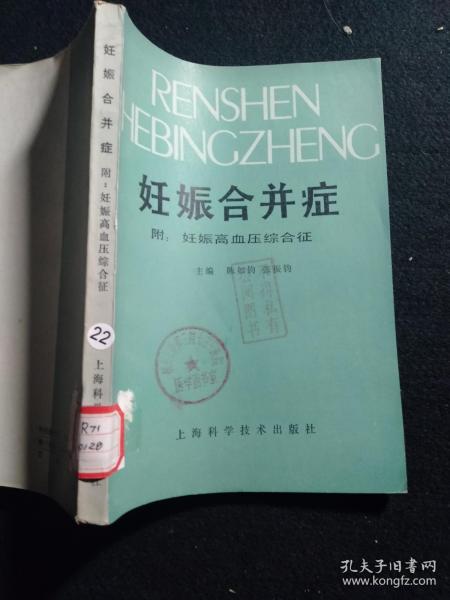 RENSHEN
HEBINGZHENG
妊娠合并症
附：妊娠高血压综合征
主编 陈如钧
上海科学技术出版社
妊娠合并症 附：妊娠高血压综合征
22
上海科
R71
孔夫子旧书网
www.kongfz.com